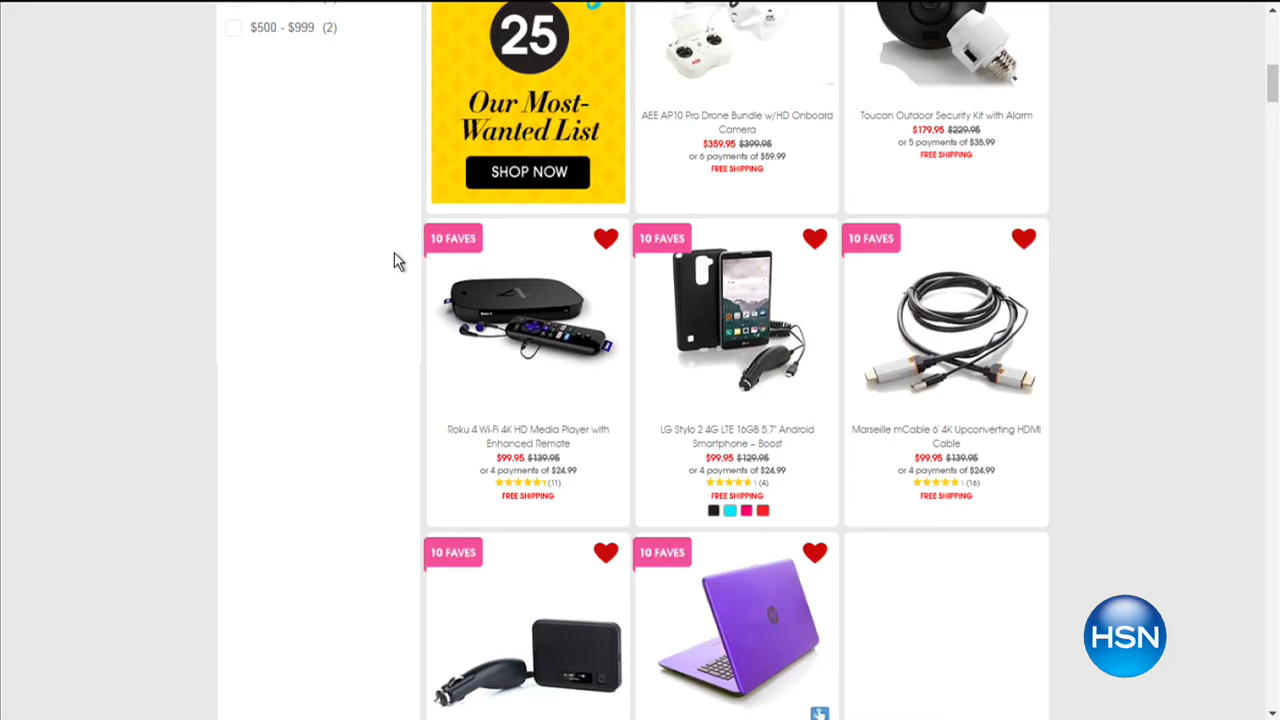 $500 - $999 (2)
25
Our Most-
Wanted List
SHOP NOW
AEE AP10 Pro Drone Bundle w/HD Onboard
Camera
$359.95 $399.95
or 6 payments of $59.99
FREE SHIPPING
Toucan Outdoor Security Kit with Alarm
$179.95 $229.95
or 5 payments of $35.99
FREE SHIPPING
10 FAVES
10 FAVES
10 FAVES
Roku 4 Wi-Fi 4K HD Media Player with
Enhanced Remote
$99.95 $139.95
or 4 payments of $24.99
(11)
FREE SHIPPING
LG Stylo 2 4G LTE 16GB 5.7" Android
Smartphone – Boost
$99.95 $129.95
or 4 payments of $24.99
(4)
FREE SHIPPING
Marseille mCable 6' 4K Upconverting HDMI
Cable
$99.95 $139.95
or 4 payments of $24.99
(16)
FREE SHIPPING
10 FAVES
10 FAVES
HSN